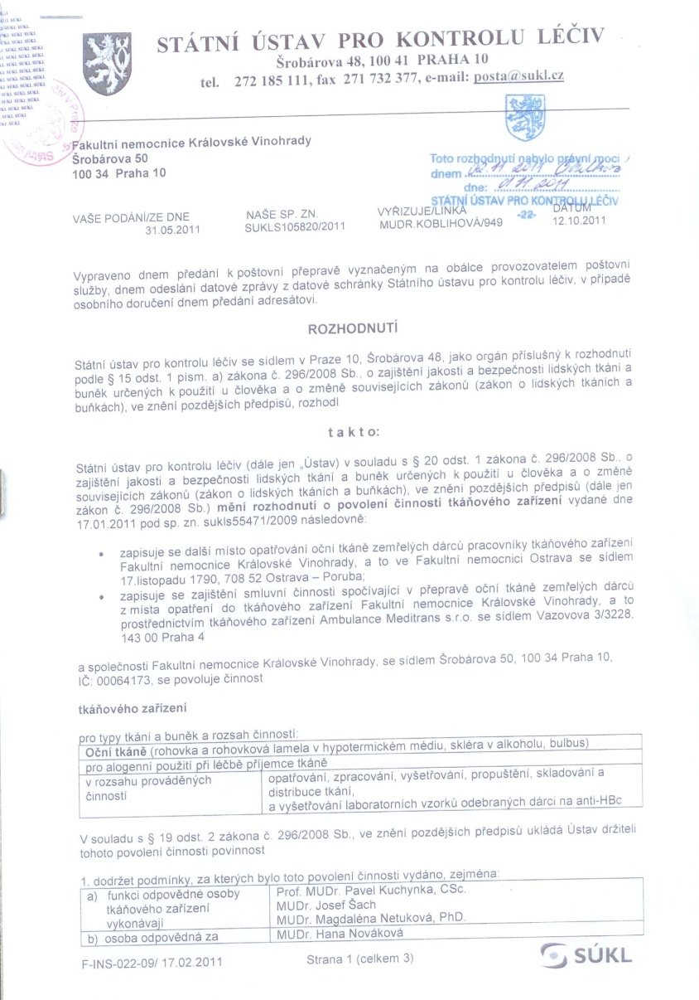 STÁTNÍ ÚSTAV PRO KONTROLU LÉČIV
Šrobárova 48, 100 41 PRAHA 10
tel. 272 185 111, fax 271 732 377, e-mail: posta@sukl.cz
Fakultní nemocnice Královské Vinohrady
Šrobárova 50
100 34 Praha 10
Toto rozhodnutí nabylo právní moci
dnem 02.11 2011
dne: 01.11 2011
STÁTNÍ ÚSTAV PRO KONTROLU LÉČIV
-22-
VAŠE PODÁNÍ/ZE DNE NAŠE SP. ZN. VYŘIZUJE/LINKA DATUM
31.05.2011 SUKLS105820/2011 MUDR.KOBLIHOVÁ/949 12.10.2011
Vypraveno dnem předání k poštovní přepravě vyznačeným na obálce provozovatelem poštovní
služby, dnem odeslání datové zprávy z datové schránky Státního ústavu pro kontrolu léčiv, v případě
osobního doručení dnem předání adresátovi.
ROZHODNUTÍ
Státní ústav pro kontrolu léčiv se sídlem v Praze 10, Šrobárova 48, jako orgán příslušný k rozhodnutí
podle § 15 odst. 1 písm. a) zákona č. 296/2008 Sb., o zajištění jakosti a bezpečnosti lidských tkání a
buněk určených k použití u člověka a o změně souvisejících zákonů (zákon o lidských tkáních a
buňkách), ve znění pozdějších předpisů, rozhodl
t a k t o:
Státní ústav pro kontrolu léčiv (dále jen „Ústav) v souladu s § 20 odst. 1 zákona č. 296/2008 Sb., o
zajištění jakosti a bezpečnosti lidských tkání a buněk určených k použití u člověka a o změně
souvisejících zákonů (zákon o lidských tkáních a buňkách), ve znění pozdějších předpisů (dále jen
zákon č. 296/2008 Sb.) mění rozhodnutí o povolení činnosti tkáňového zařízení vydané dne
17.01.2011 pod sp. zn. sukls55471/2009 následovně:
• zapisuje se další místo opatřování oční tkáně zemřelých dárců pracovníky tkáňového zařízení
Fakultní nemocnice Královské Vinohrady, a to ve Fakultní nemocnici Ostrava se sídlem
17.listopadu 1790, 708 52 Ostrava – Poruba;
• zapisuje se zajištění smluvní činnosti spočívající v přepravě oční tkáně zemřelých dárců
z místa opatření do tkáňového zařízení Fakultní nemocnice Královské Vinohrady, a to
prostřednictvím tkáňového zařízení Ambulance Meditrans s.r.o. se sídlem Vazovova 3/3228,
143 00 Praha 4
a společnosti Fakultní nemocnice Královské Vinohrady, se sídlem Šrobárova 50, 100 34 Praha 10,
IČ: 00064173, se povoluje činnost
tkáňového zařízení
pro typy tkání a buněk a rozsah činností:
Oční tkáně (rohovka a rohovková lamela v hypotermickém médiu, skléra v alkoholu, bulbus)
pro alogenní použití při léčbě příjemce tkáně
v rozsahu prováděných opatřování, zpracování, vyšetřování, propuštění, skladování a
činností distribuce tkání,
a vyšetřování laboratorních vzorků odebraných dárci na anti-HBc
V souladu s § 19 odst. 2 zákona č. 296/2008 Sb., ve znění pozdějších předpisů ukládá Ústav držiteli
tohoto povolení činnosti povinnost
1. dodržet podmínky, za kterých bylo toto povolení činnosti vydáno, zejména:
a) funkci odpovědné osoby Prof. MUDr. Pavel Kuchynka, CSc.
tkáňového zařízení MUDr. Josef Šach
vykonávají MUDr. Magdaléna Netuková, PhD.
b) osoba odpovědná za MUDr. Hana Nováková
F-INS-022-09/ 17.02.2011 Strana 1 (celkem 3) SÚKL